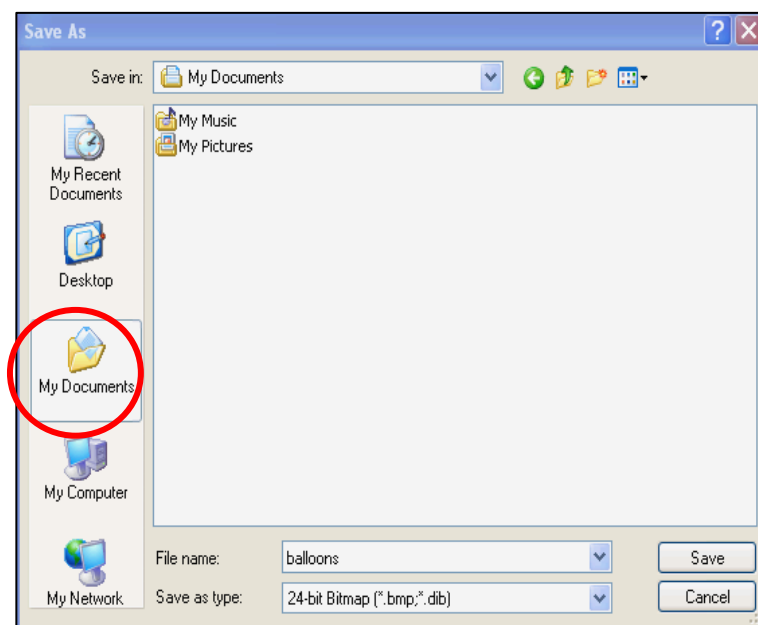 Save As
Save in: My Documents
My Music
My Pictures
My Recent
Documents
Desktop
My Documents
My Computer
My Network
File name: balloons Save
Save as type: 24-bit Bitmap (*.bmp;*.dib) Cancel